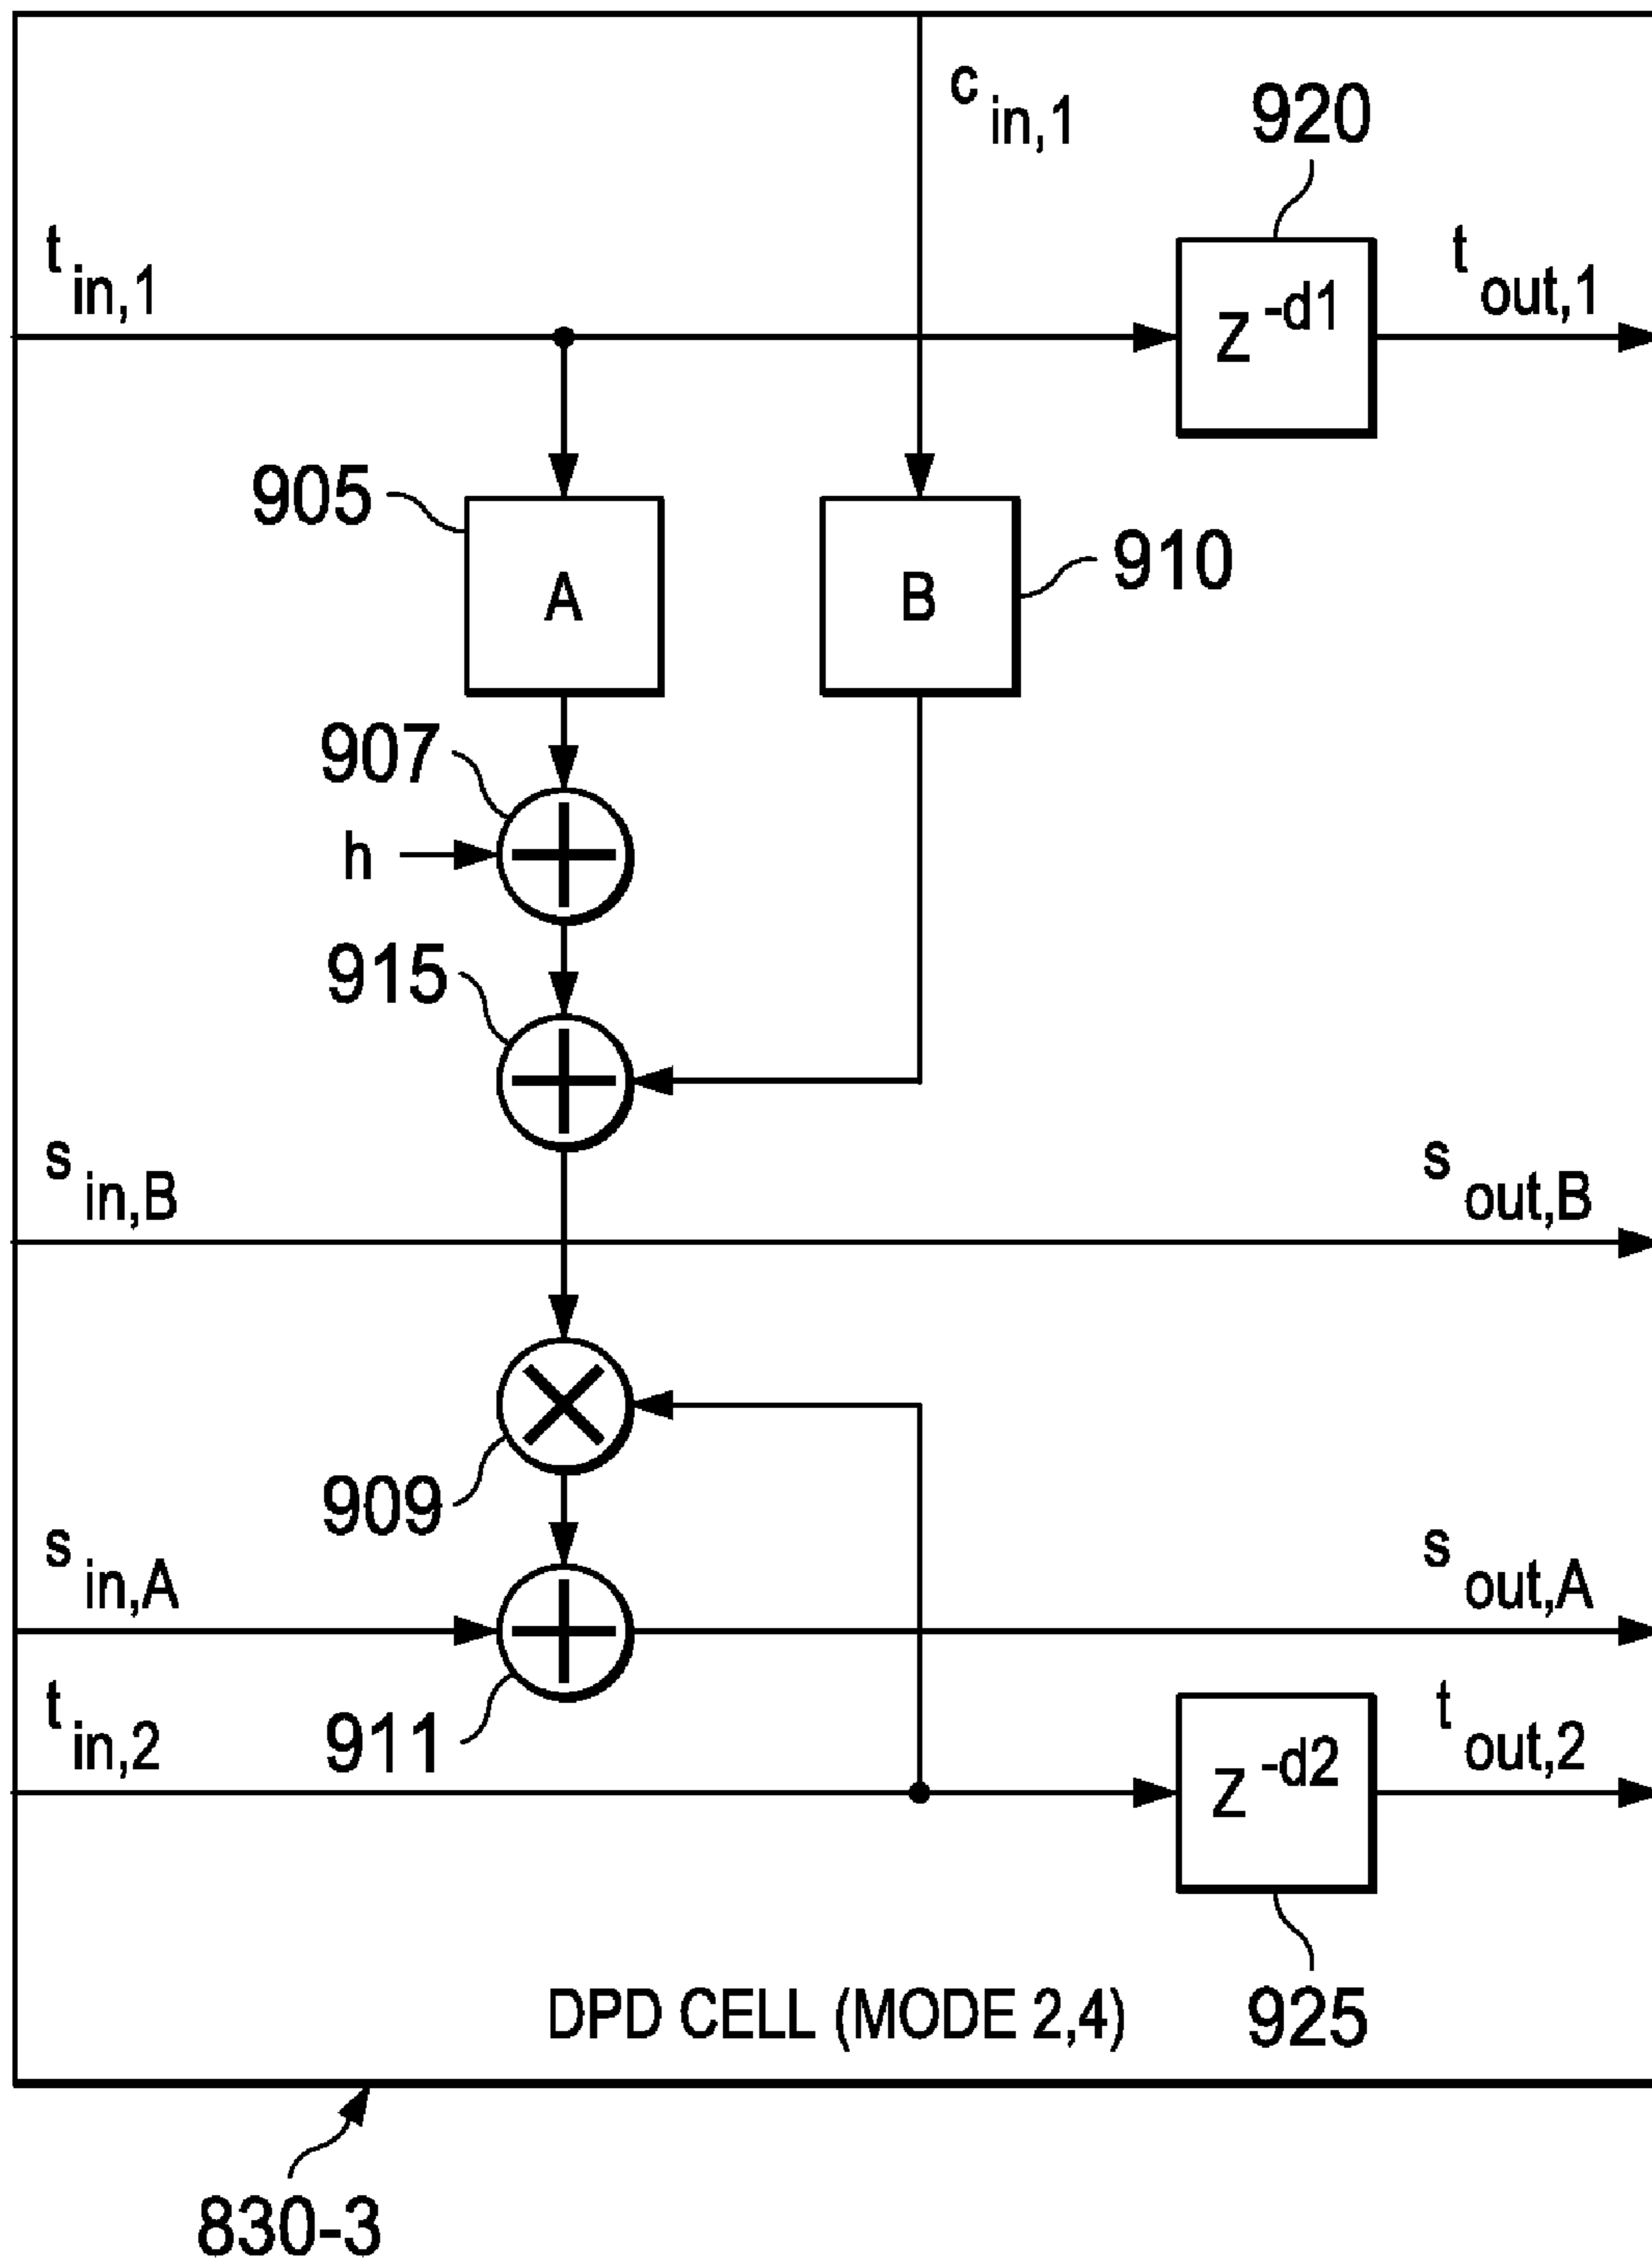 c in,1
920
t in,1
z -d1
t out,1
905
A
B
910
907
h
915
s in,B
s out,B
909
s in,A
s out,A
911
t in,2
z -d2
t out,2
DPD CELL (MODE 2,4)
925
830-3